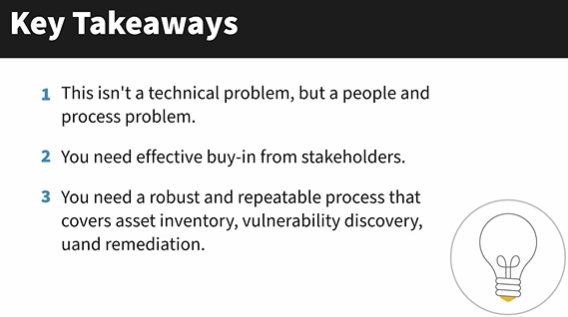 Key Takeaways
1 This isn't a technical problem, but a people and
process problem.
2 You need effective buy-in from stakeholders.
3 You need a robust and repeatable process that
covers asset inventory, vulnerability discovery,
uand remediation.